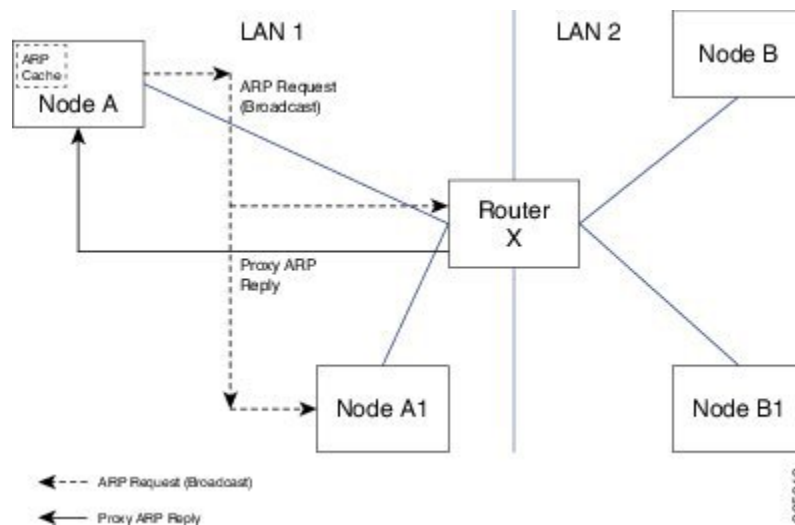 LAN 1
LAN 2
ARP
Cache
Node A
ARP Request
(Broadcast)
Node B
Router
X
Proxy ARP
Reply
Node A1
Node B1
ARP Request (Broadcast)
Proxy ARP Reply